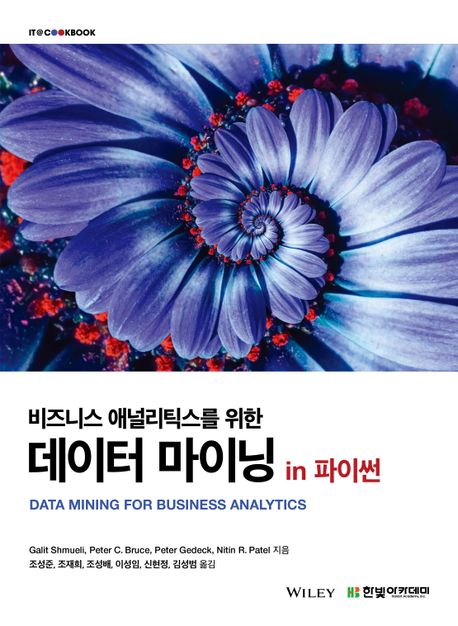 IT@COOKBOOK
비즈니스 애널리틱스를 위한
데이터 마이닝 in 파이썬
DATA MINING FOR BUSINESS ANALYTICS
Galit Shmueli, Peter C. Bruce, Peter Gedeck, Nitin R. Patel 지음
조성준, 조재희, 조성배, 이성임, 신현정, 김성범 옮김
WILEY 한빛아카데미
Hanbit Academy, Inc.